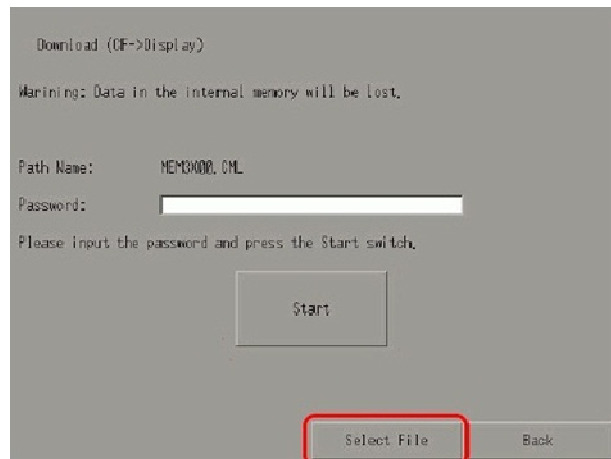 Download (CF->Display)
Warining: Data in the internal memory will be lost.
Path Name: MEM3X000.CML
Password:
Please input the password and press the Start switch.
Start
Select File Back